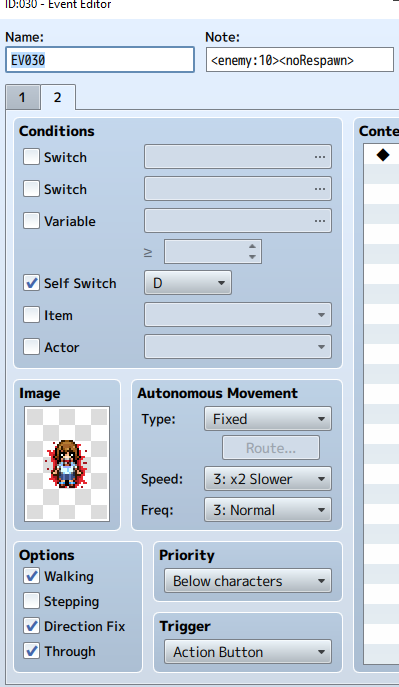 ID:030 - Event Editor
Name:
Note:
EV030
<enemy:10><noRespawn>
1
2
Conditions
Conte
Switch
...
Switch
...
Variable
...
≥
Self Switch
D
Item
Actor
Image
Autonomous Movement
Type:
Fixed
Route...
Speed:
3: x2 Slower
Freq:
3: Normal
Options
Priority
Walking
Below characters
Stepping
Direction Fix
Trigger
Through
Action Button